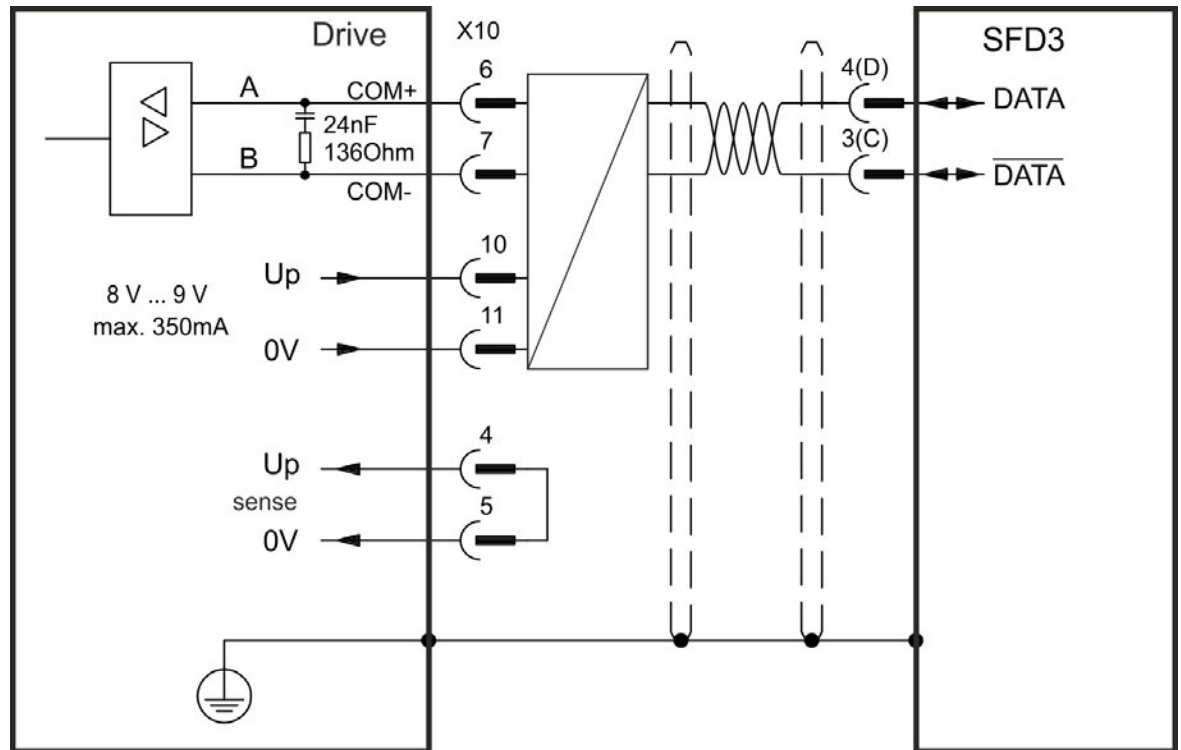 Drive
X10
SFD3
6
4(D)
A
COM+
DATA
24nF
136Ohm
7
3(C)
B
COM-
DATA
10
Up
8 V ... 9 V
max. 350mA
11
0V
4
Up
sense
5
0V